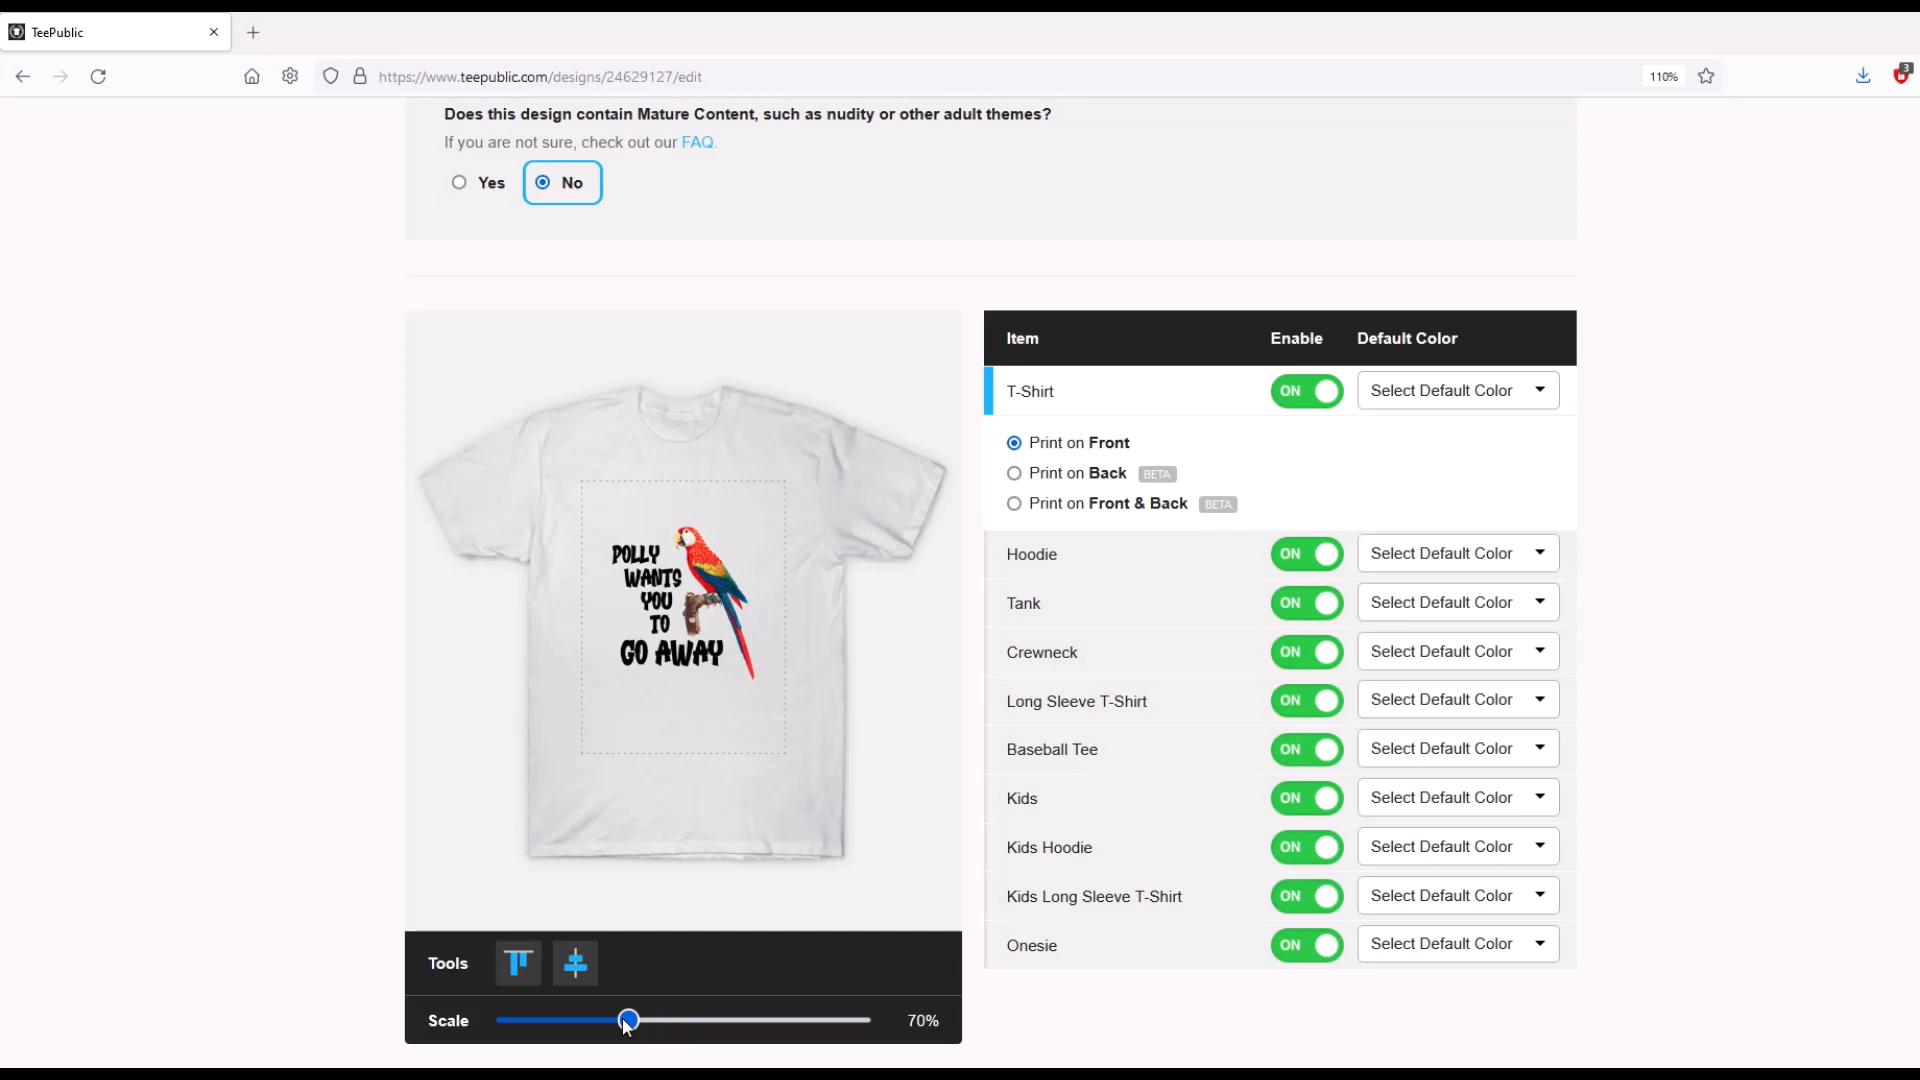 TeePublic
https://www.teepublic.com/designs/24629127/edit
110%
3
Does this design contain Mature Content, such as nudity or other adult themes?
If you are not sure, check out our FAQ.
Yes
No
Item Enable Default Color
T-Shirt ON Select Default Color
Print on Front
Print on Back BETA
Print on Front & Back BETA
Hoodie ON Select Default Color
Tank ON Select Default Color
Crewneck ON Select Default Color
Long Sleeve T-Shirt ON Select Default Color
Baseball Tee ON Select Default Color
Kids ON Select Default Color
Kids Hoodie ON Select Default Color
Kids Long Sleeve T-Shirt ON Select Default Color
Onesie ON Select Default Color
POLLY
WANTS
YOU
TO
GO AWAY
Tools
Scale 70%